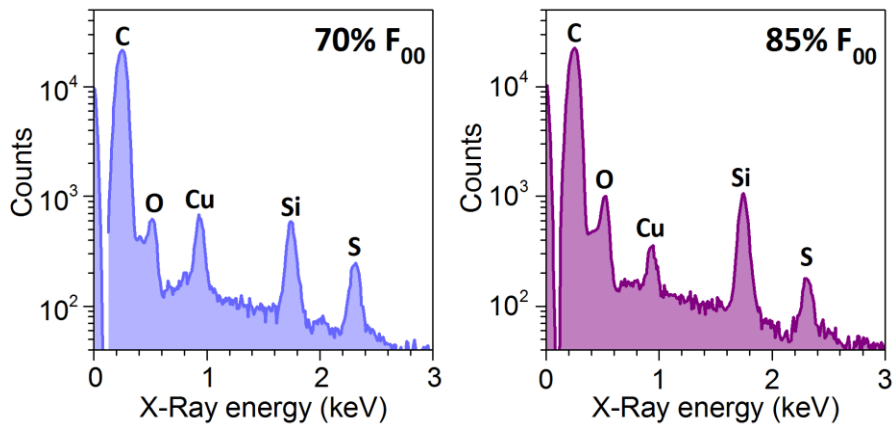 70% F₀₀
C
O
Cu
Si
S
10⁴
10³
10²
Counts
0
1
2
3
X-Ray energy (keV)
85% F₀₀
C
O
Cu
Si
S
10⁴
10³
10²
Counts
0
1
2
3
X-Ray energy (keV)